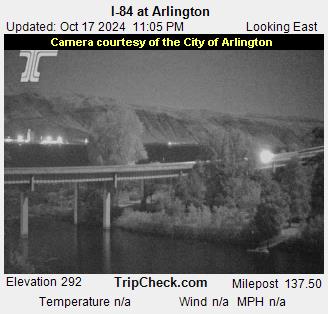 I-84 at Arlington
Updated: Oct 17 2024 11:05 PM Looking East
Camera courtesy of the City of Arlington
Elevation 292 TripCheck.com Milepost 137.50
Temperature n/a Wind n/a MPH n/a